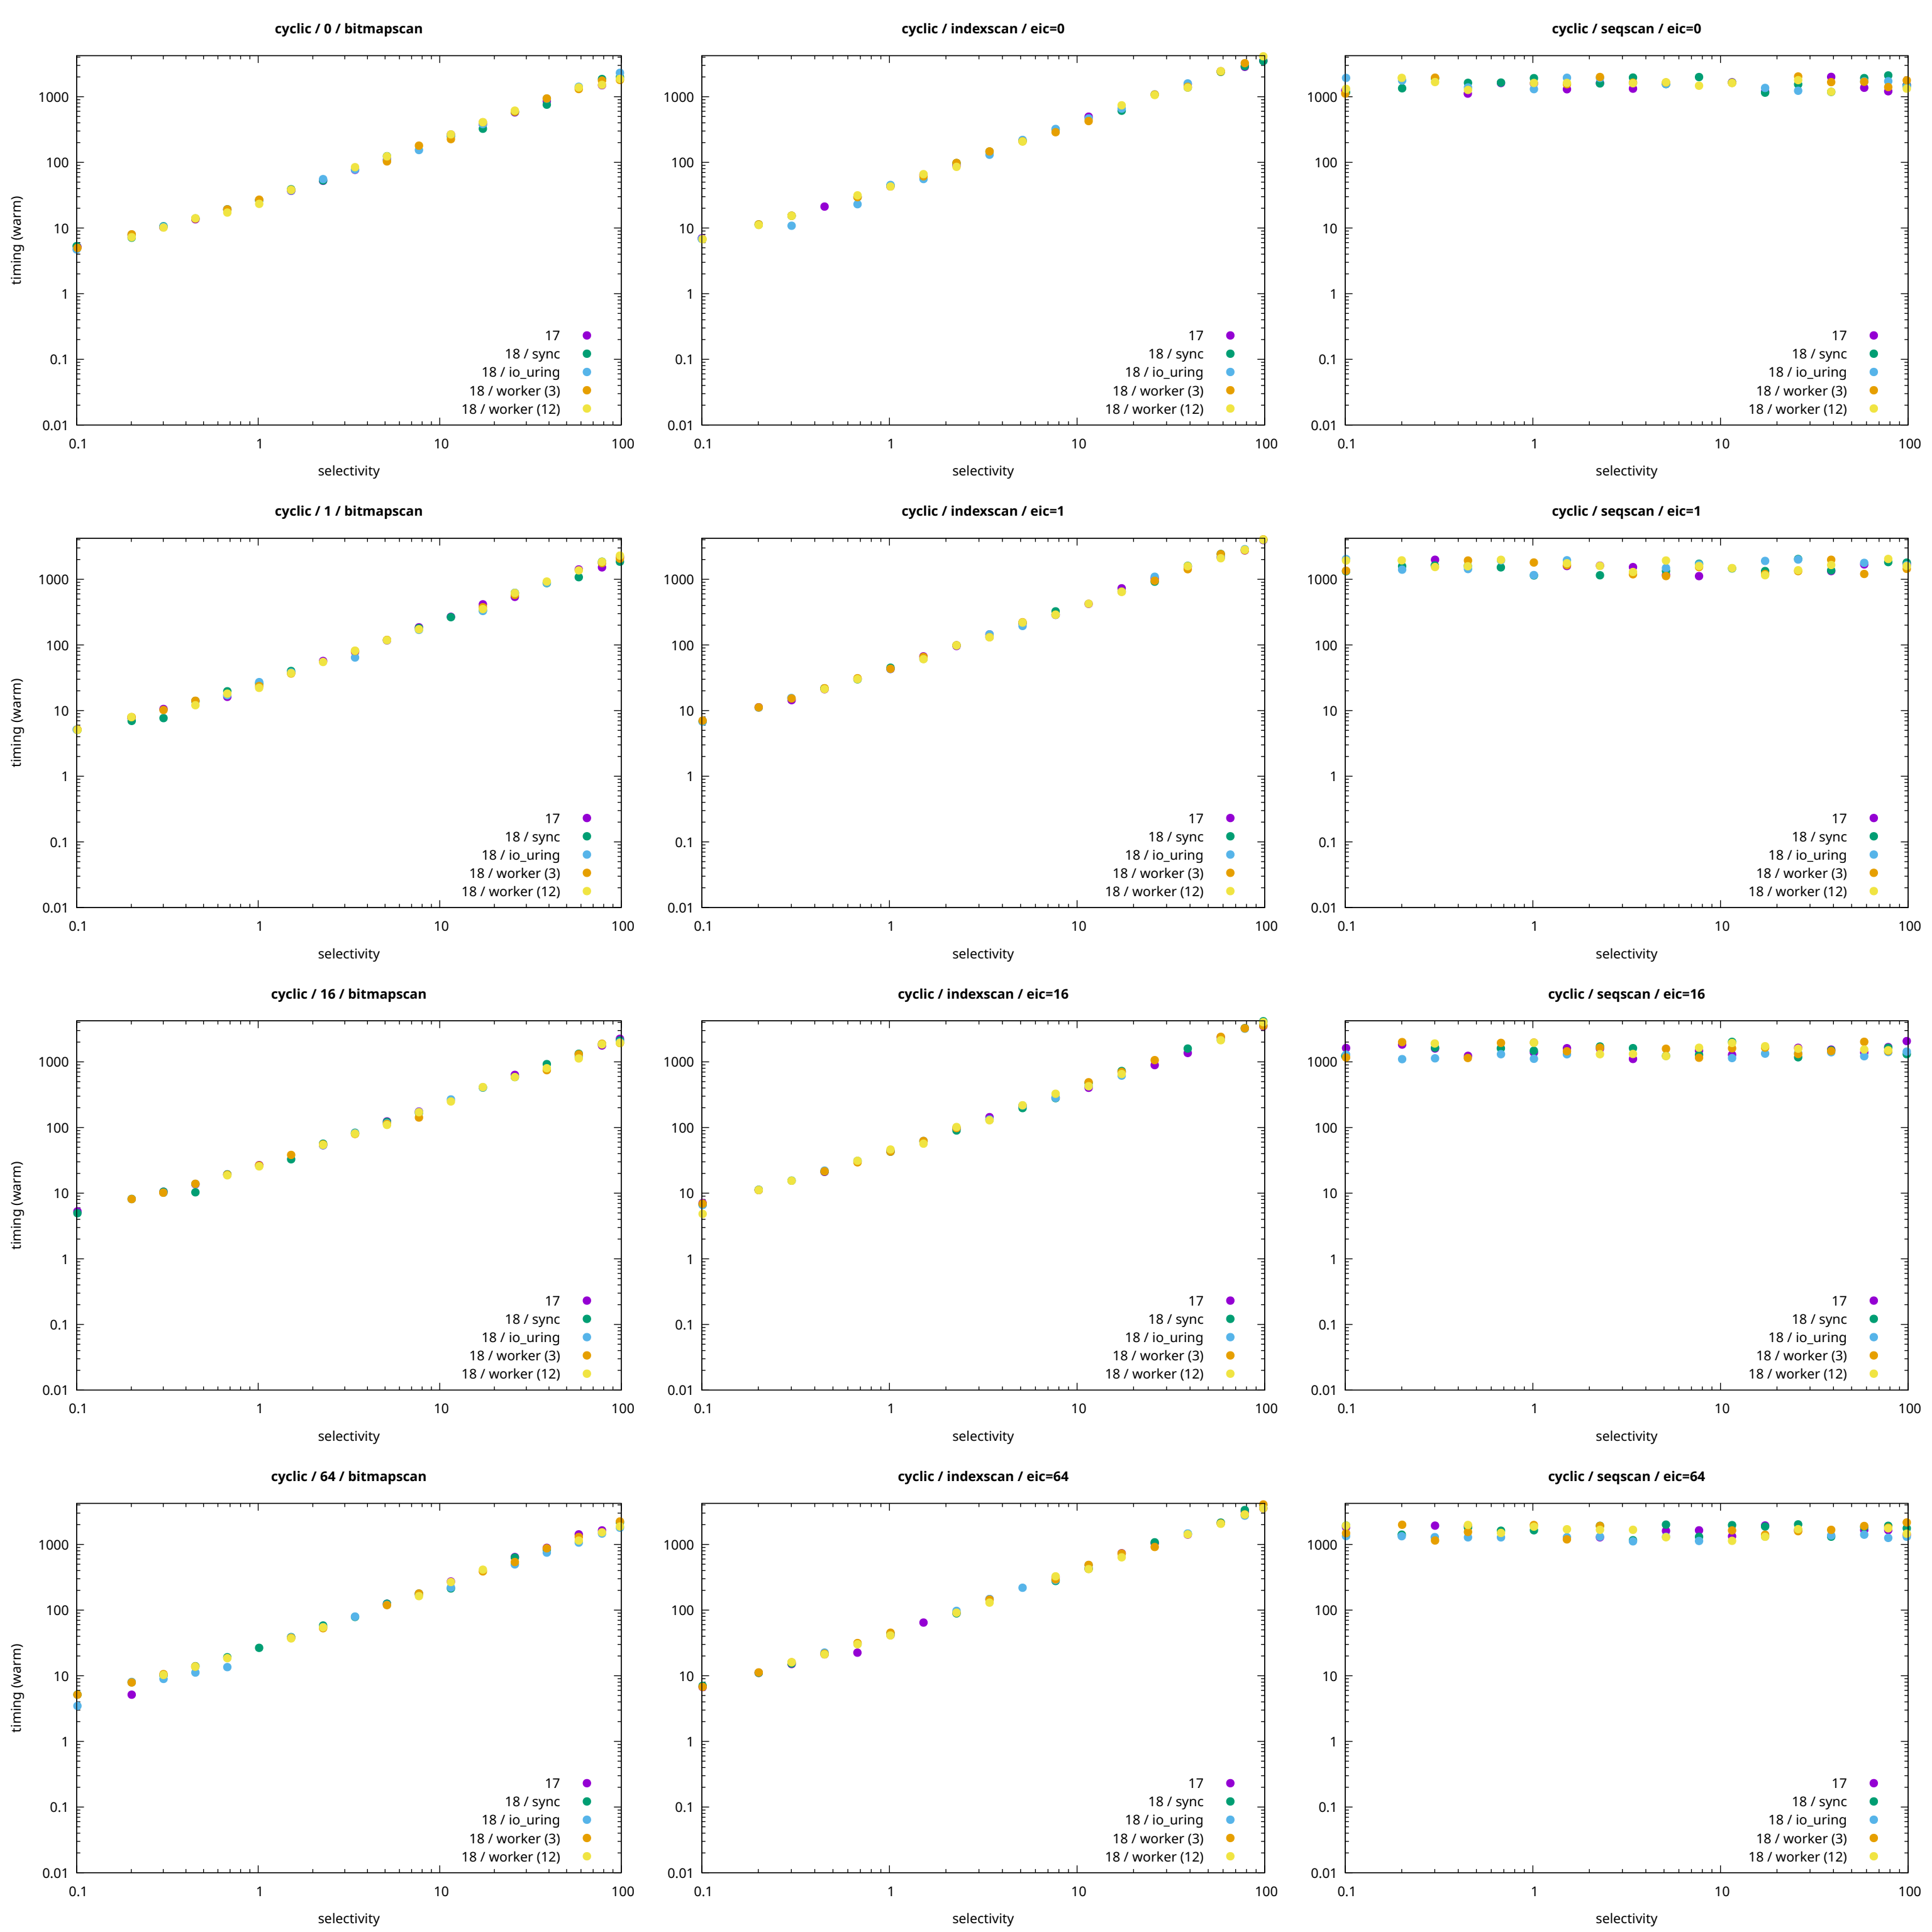 cyclic / 0 / bitmapscan
1000
100
10
1
0.1
0.01
timing (warm)
17
18 / sync
18 / io_uring
18 / worker (3)
18 / worker (12)
0.1 1 10 100
selectivity
cyclic / indexscan / eic=0
1000
100
10
1
0.1
0.01
17
18 / sync
18 / io_uring
18 / worker (3)
18 / worker (12)
0.1 1 10 100
selectivity
cyclic / seqscan / eic=0
1000
100
10
1
0.1
0.01
17
18 / sync
18 / io_uring
18 / worker (3)
18 / worker (12)
0.1 1 10 100
selectivity
cyclic / 1 / bitmapscan
1000
100
10
1
0.1
0.01
timing (warm)
17
18 / sync
18 / io_uring
18 / worker (3)
18 / worker (12)
0.1 1 10 100
selectivity
cyclic / indexscan / eic=1
1000
100
10
1
0.1
0.01
17
18 / sync
18 / io_uring
18 / worker (3)
18 / worker (12)
0.1 1 10 100
selectivity
cyclic / seqscan / eic=1
1000
100
10
1
0.1
0.01
17
18 / sync
18 / io_uring
18 / worker (3)
18 / worker (12)
0.1 1 10 100
selectivity
cyclic / 16 / bitmapscan
1000
100
10
1
0.1
0.01
timing (warm)
17
18 / sync
18 / io_uring
18 / worker (3)
18 / worker (12)
0.1 1 10 100
selectivity
cyclic / indexscan / eic=16
1000
100
10
1
0.1
0.01
17
18 / sync
18 / io_uring
18 / worker (3)
18 / worker (12)
0.1 1 10 100
selectivity
cyclic / seqscan / eic=16
1000
100
10
1
0.1
0.01
17
18 / sync
18 / io_uring
18 / worker (3)
18 / worker (12)
0.1 1 10 100
selectivity
cyclic / 64 / bitmapscan
1000
100
10
1
0.1
0.01
timing (warm)
17
18 / sync
18 / io_uring
18 / worker (3)
18 / worker (12)
0.1 1 10 100
selectivity
cyclic / indexscan / eic=64
1000
100
10
1
0.1
0.01
17
18 / sync
18 / io_uring
18 / worker (3)
18 / worker (12)
0.1 1 10 100
selectivity
cyclic / seqscan / eic=64
1000
100
10
1
0.1
0.01
17
18 / sync
18 / io_uring
18 / worker (3)
18 / worker (12)
0.1 1 10 100
selectivity